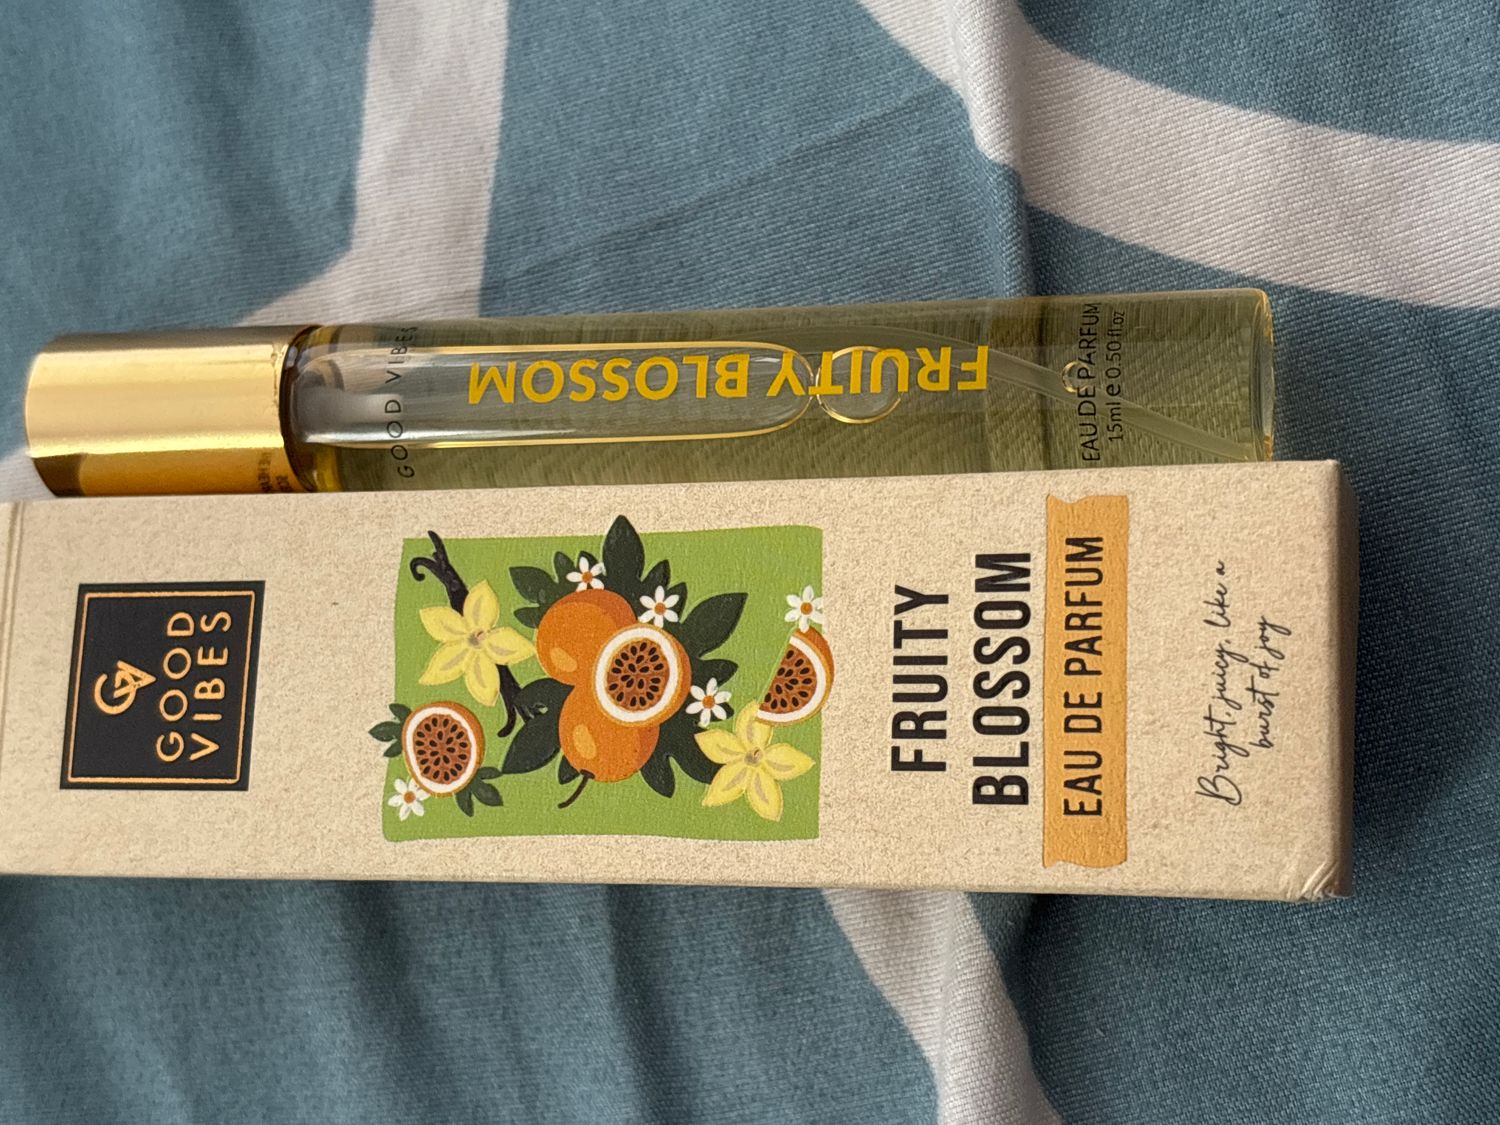 GOOD VIBES
FRUITY BLOSSOM
EAU DE PARFUM
15ml e 0.50 fl.oz
GV
GOOD
VIBES
FRUITY
BLOSSOM
EAU DE PARFUM
Bright, juicy, like a
burst of joy